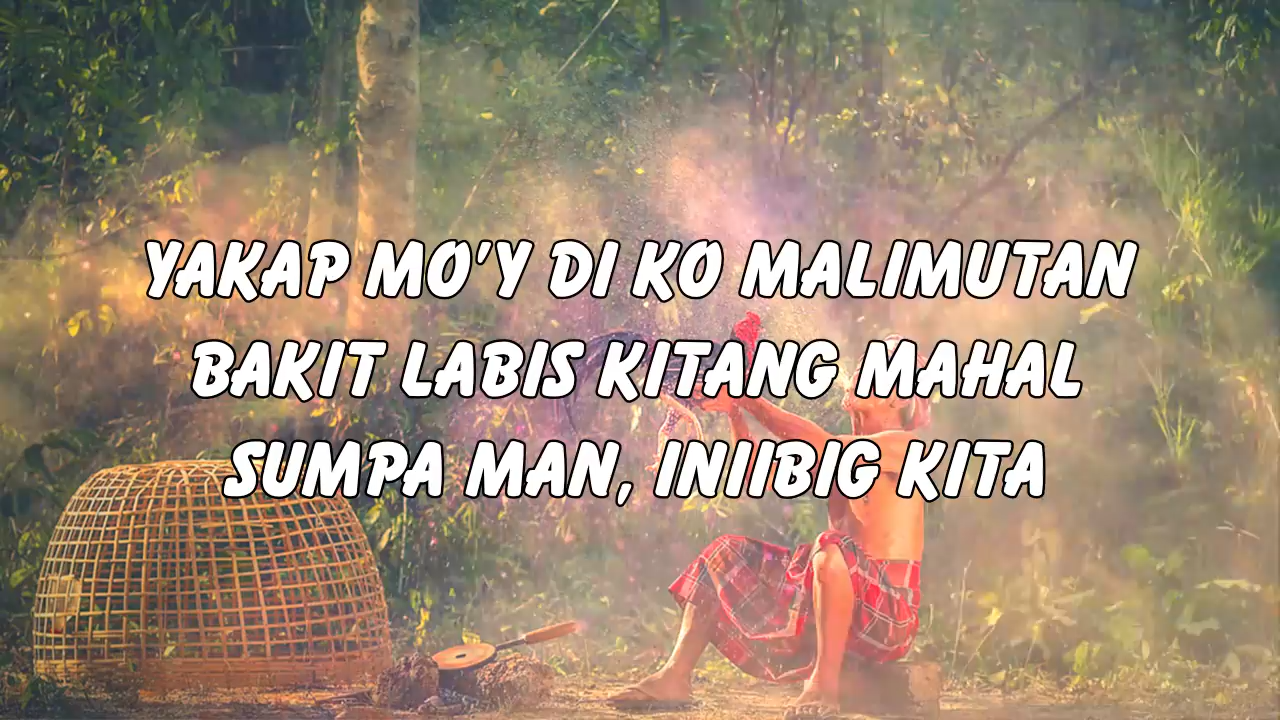 YAKAP MO'Y DI KO MALIMUTAN
BAKIT LABIS KITANG MAHAL
SUMPA MAN, INIIBIG KITA